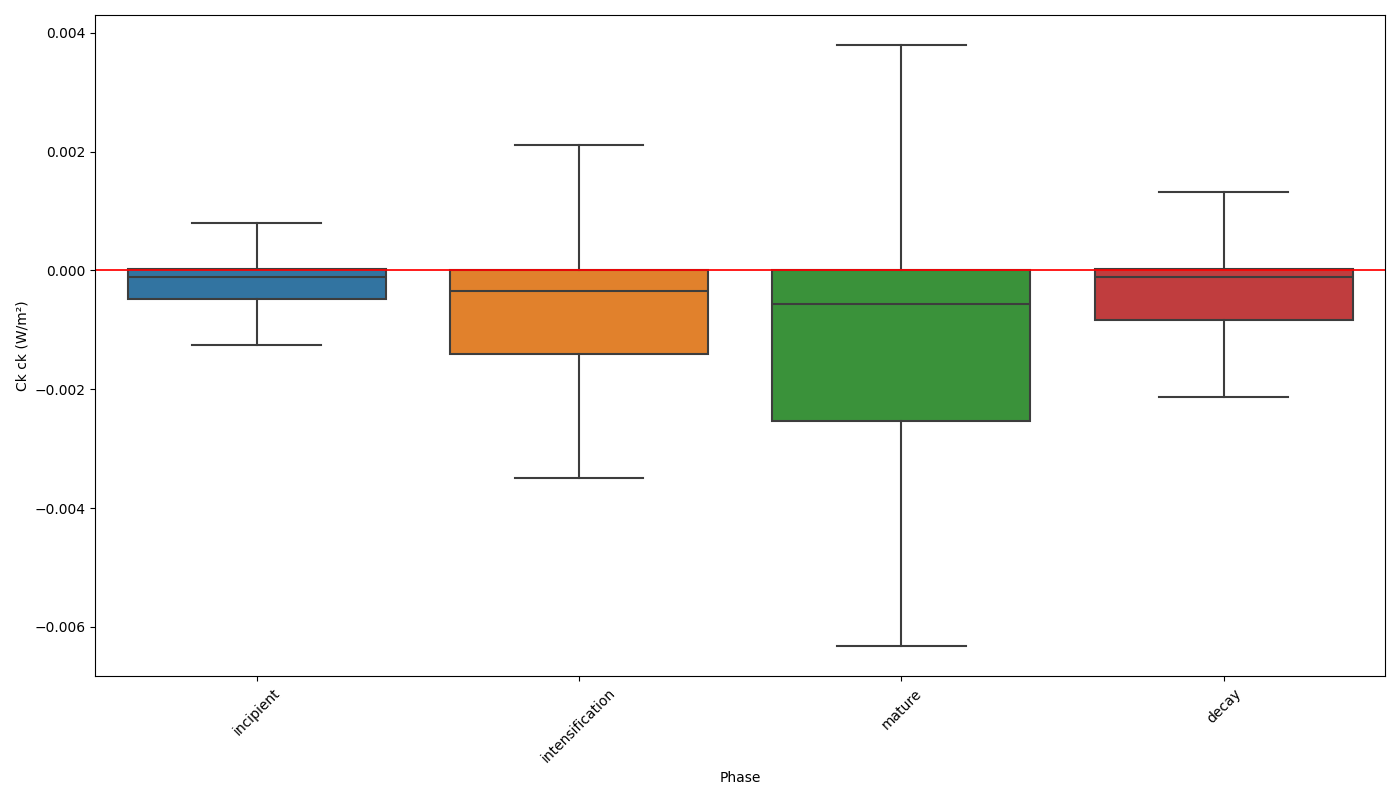 0.004
0.002
0.000
−0.002
−0.004
−0.006
Ck ck (W/m²)
incipient
intensification
mature
decay
Phase